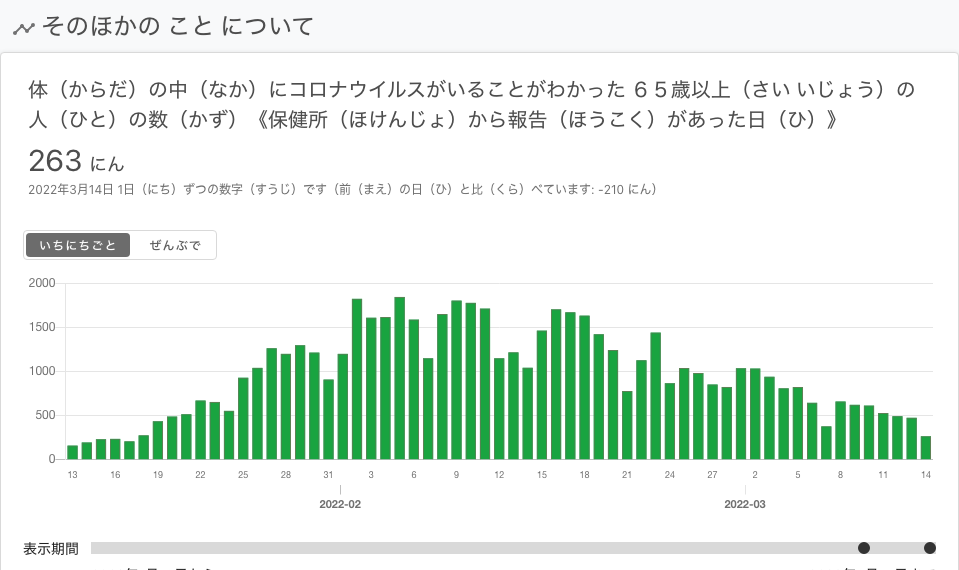 そのほかの こと について
体（からだ）の中（なか）にコロナウイルスがいることがわかった ６５歳以上（さい いじょう）の
人（ひと）の数（かず）《保健所（ほけんじょ）から報告（ほうこく）があった日（ひ）》
263 にん
2022年3月14日 1日（にち）ずつの数字（すうじ）です（前（まえ）の日（ひ）と比（くら）べています: -210 にん）
いちにちごと ぜんぶで
2000
1500
1000
500
0
13 16 19 22 25 28 31 3 6 9 12 15 18 21 24 27 2 5 8 11 14
2022-02 2022-03
表示期間